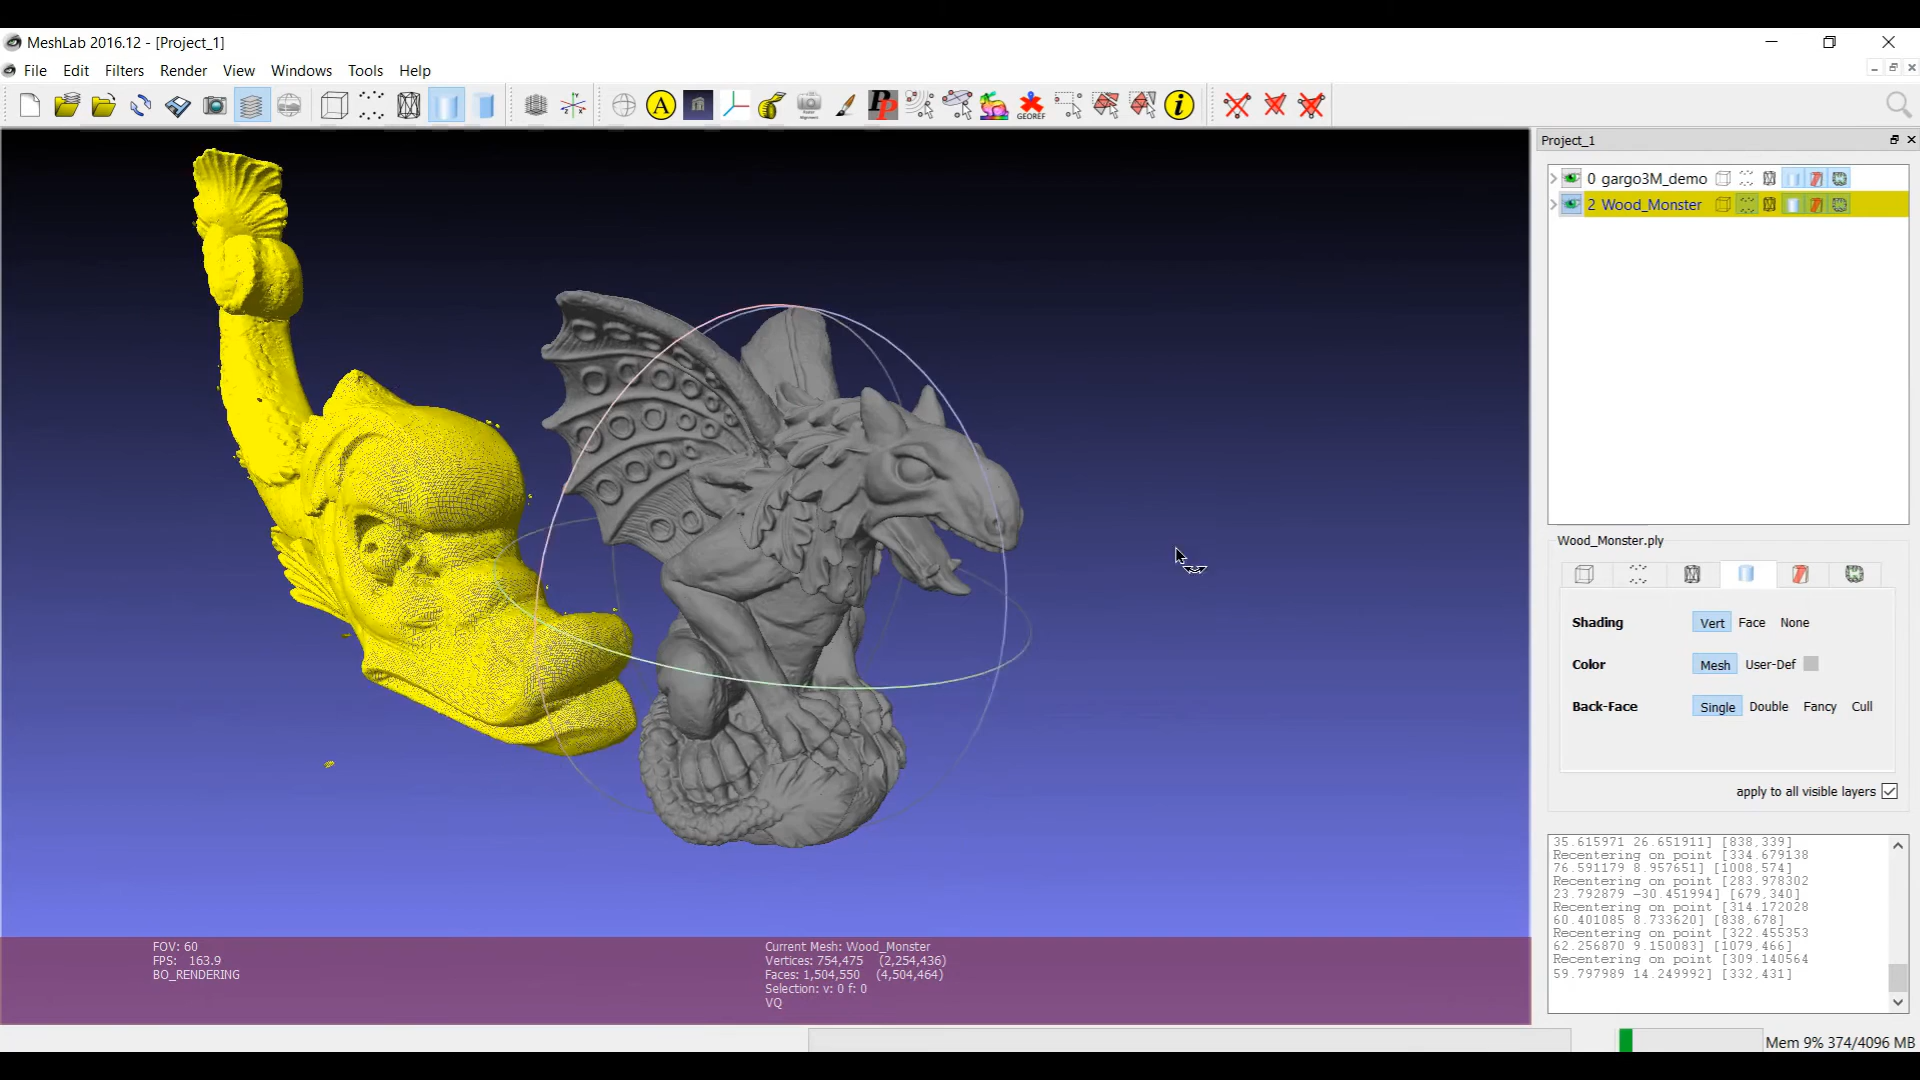 MeshLab 2016.12 - [Project_1]
File Edit Filters Render View Windows Tools Help
A
PP
GEOREF
i
Project_1
0 gargo3M_demo
2 Wood_Monster
Wood_Monster.ply
Shading Vert Face None
Color Mesh User-Def
Back-Face Single Double Fancy Cull
apply to all visible layers
35.615971 26.651911] [838,339]
Recentering on point [334.679138
76.591179 8.957651] [1008,574]
Recentering on point [283.978302
23.792879 -30.451994] [679,340]
Recentering on point [314.172028
60.401085 8.733620] [838,678]
Recentering on point [322.455353
62.256870 9.150083] [1079,466]
Recentering on point [309.140564
59.797989 14.249992] [332,431]
FOV: 60
FPS: 163.9
BO_RENDERING
Current Mesh: Wood_Monster
Vertices: 754,475 (2,254,436)
Faces: 1,504,550 (4,504,464)
Selection: v: 0 f: 0
VQ
Mem 9% 374/4096 MB